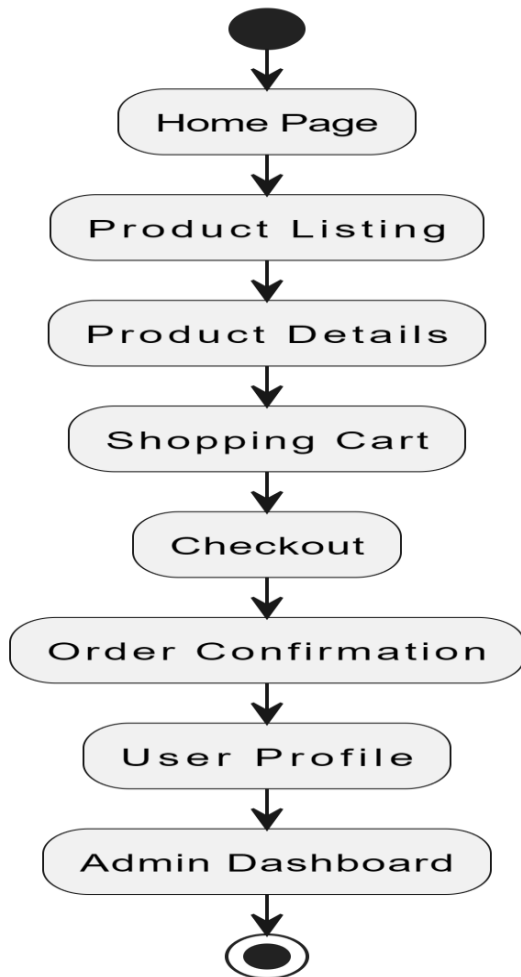 Home Page
Product Listing
Product Details
Shopping Cart
Checkout
Order Confirmation
User Profile
Admin Dashboard